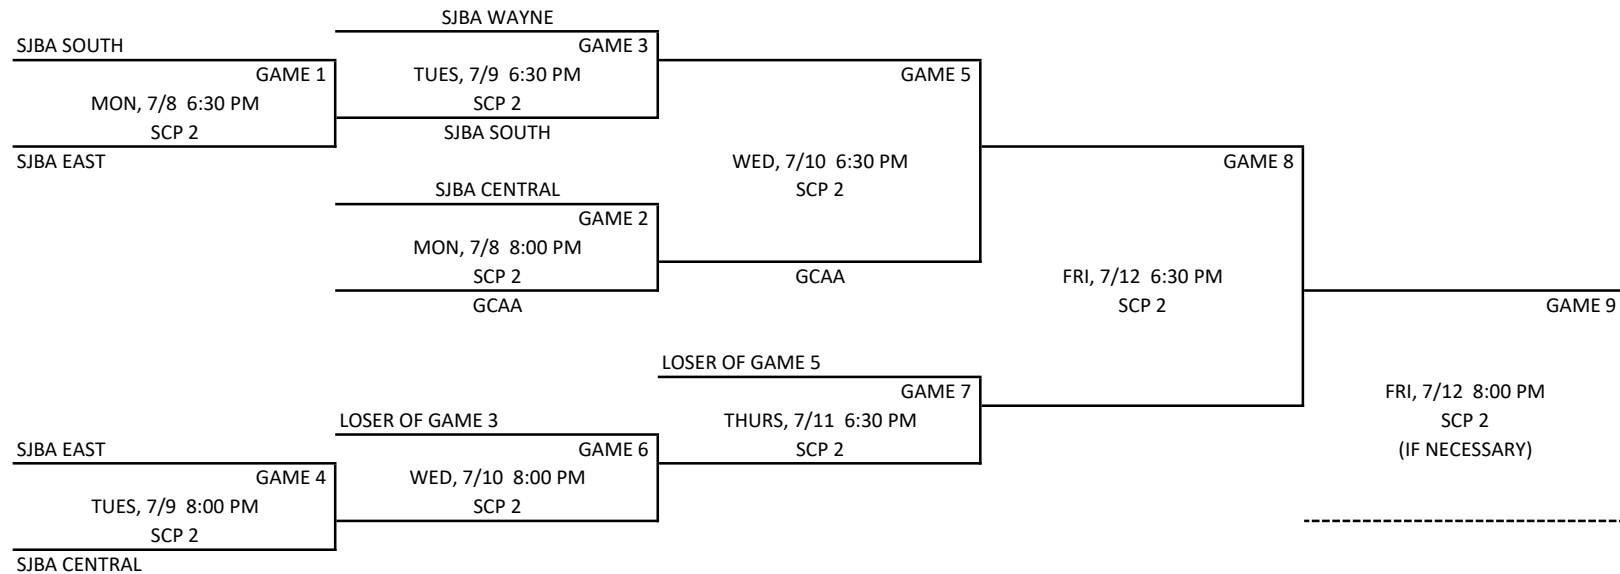 SJBA WAYNE
SJBA SOUTH
GAME 3
GAME 1
TUES, 7/9 6:30 PM
GAME 5
MON, 7/8 6:30 PM
SCP 2
SCP 2
SJBA SOUTH
SJBA EAST
WED, 7/10 6:30 PM
GAME 8
SJBA CENTRAL
SCP 2
GAME 2
MON, 7/8 8:00 PM
SCP 2
GCAA
FRI, 7/12 6:30 PM
GCAA
SCP 2
GAME 9
LOSER OF GAME 5
GAME 7
FRI, 7/12 8:00 PM
LOSER OF GAME 3
THURS, 7/11 6:30 PM
SCP 2
SJBA EAST
GAME 6
SCP 2
(IF NECESSARY)
GAME 4
WED, 7/10 8:00 PM
TUES, 7/9 8:00 PM
SCP 2
SCP 2
SJBA CENTRAL